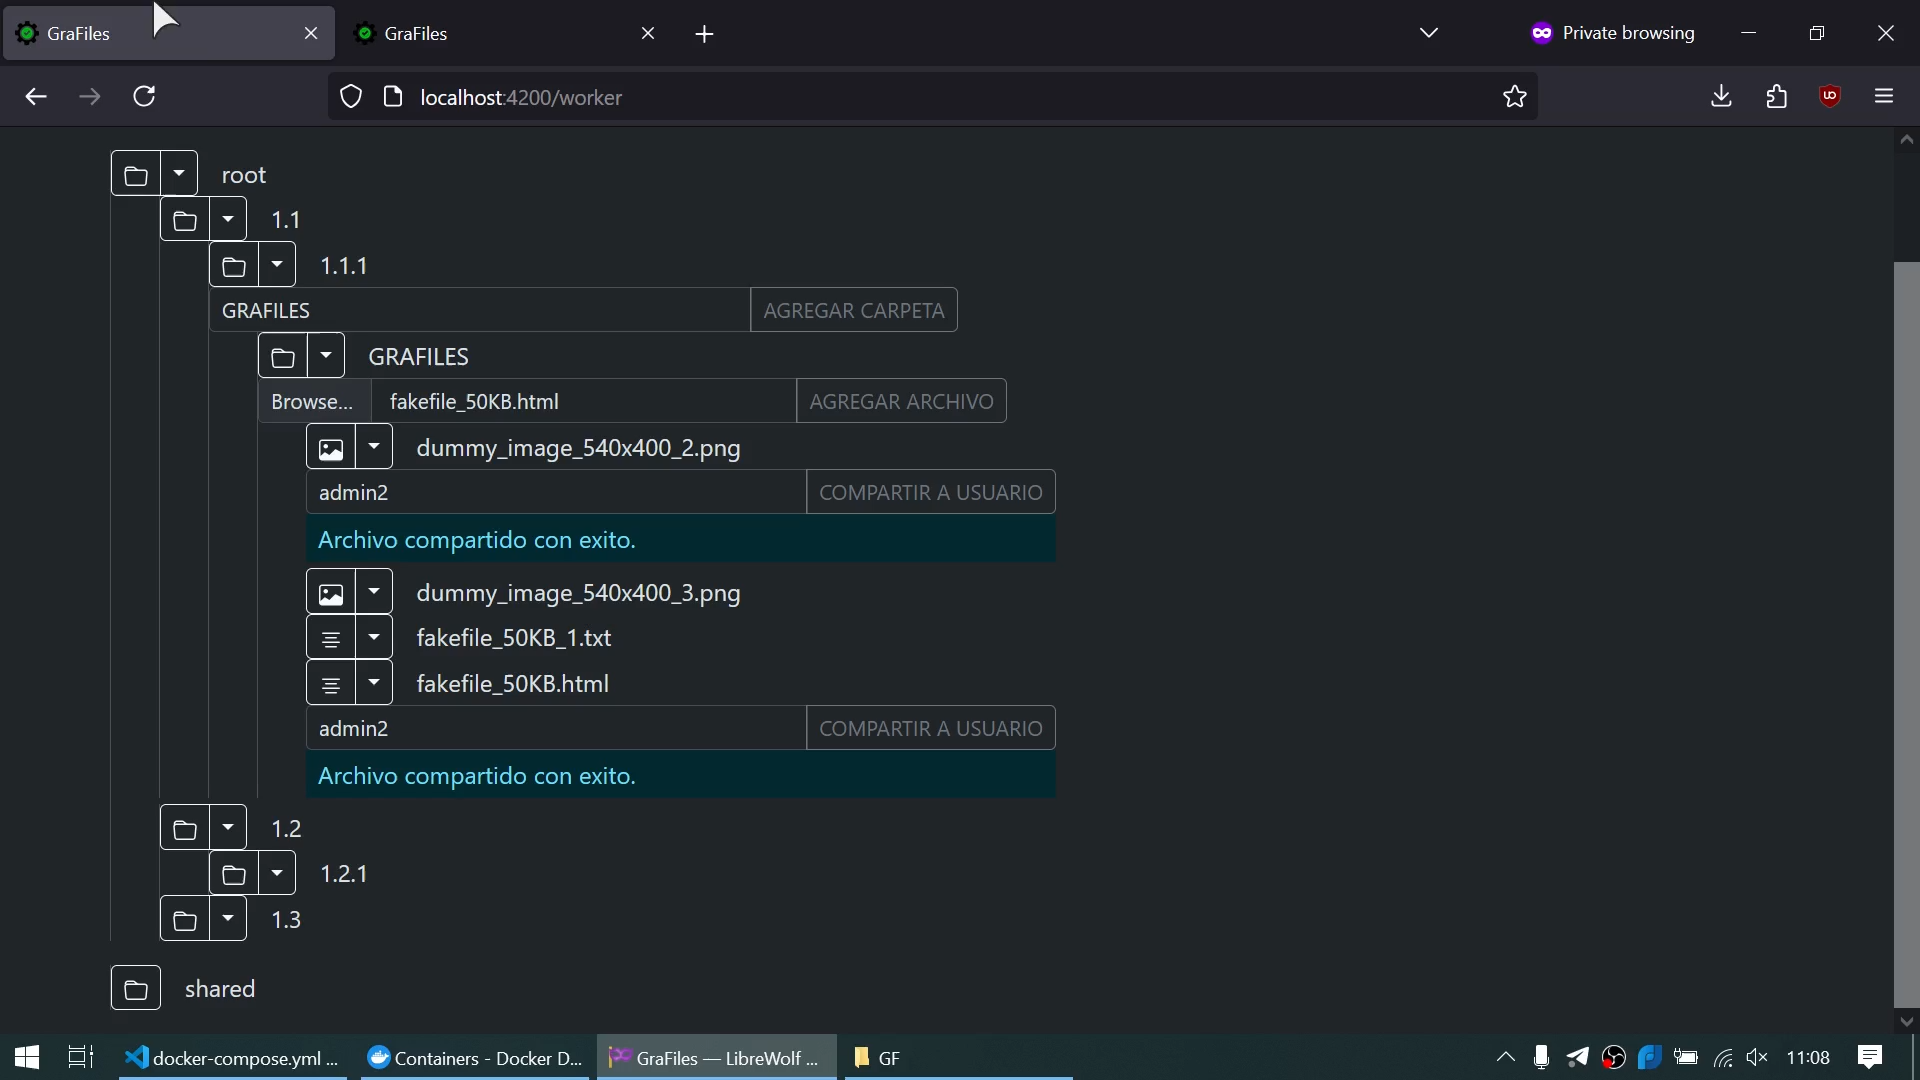 GraFiles
GraFiles
Private browsing
localhost:4200/worker
root
1.1
1.1.1
GRAFILES
AGREGAR CARPETA
GRAFILES
Browse...
fakefile_50KB.html
AGREGAR ARCHIVO
dummy_image_540x400_2.png
admin2
COMPARTIR A USUARIO
Archivo compartido con exito.
dummy_image_540x400_3.png
fakefile_50KB_1.txt
fakefile_50KB.html
admin2
COMPARTIR A USUARIO
Archivo compartido con exito.
1.2
1.2.1
1.3
shared
docker-compose.yml ...
Containers - Docker D...
GraFiles — LibreWolf ...
GF
11:08